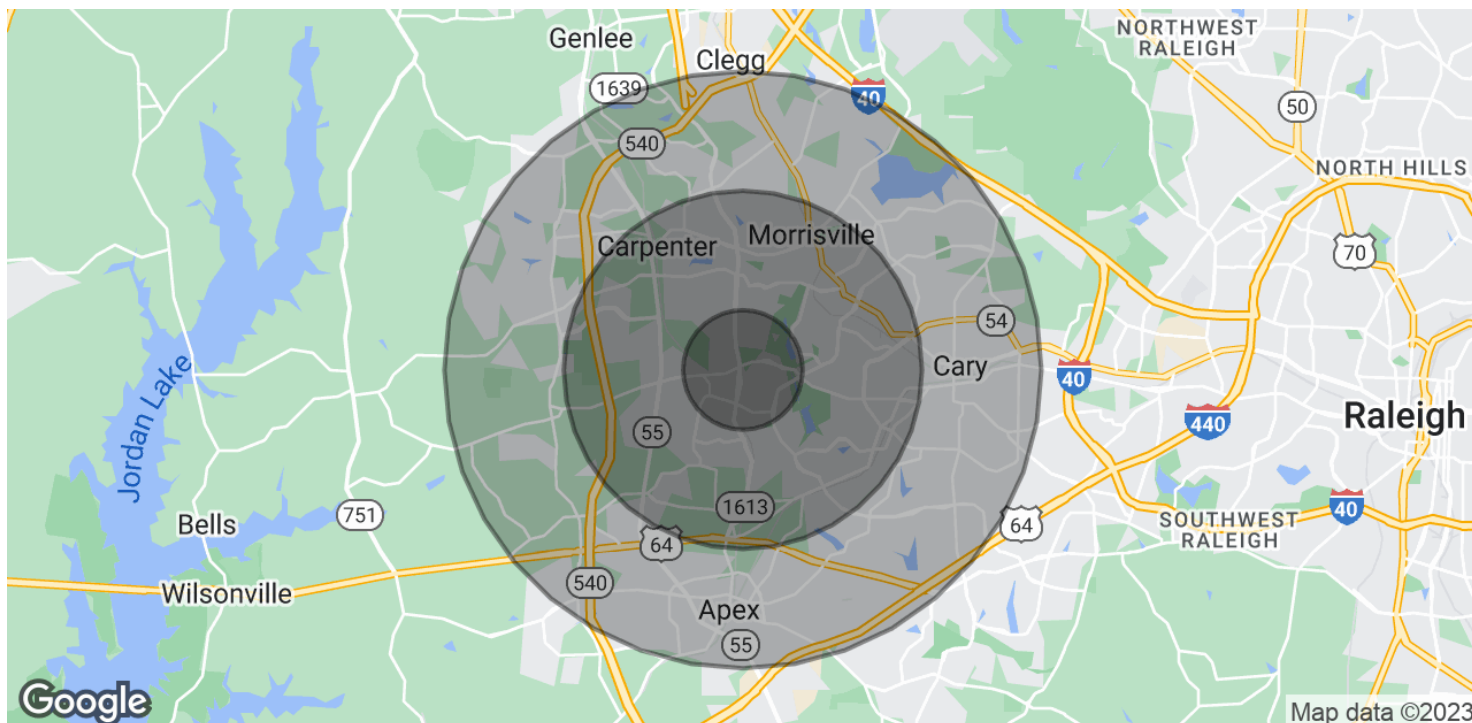 NORTHWEST
RALEIGH
Genlee
Clegg
1639
40
50
540
NORTH HILLS
Carpenter
Morrisville
70
54
Cary
40
Jordan Lake
Raleigh
440
55
1613
40
751
Bells
64
64
SOUTHWEST
RALEIGH
540
Wilsonville
Apex
55
Google
Map data ©2023